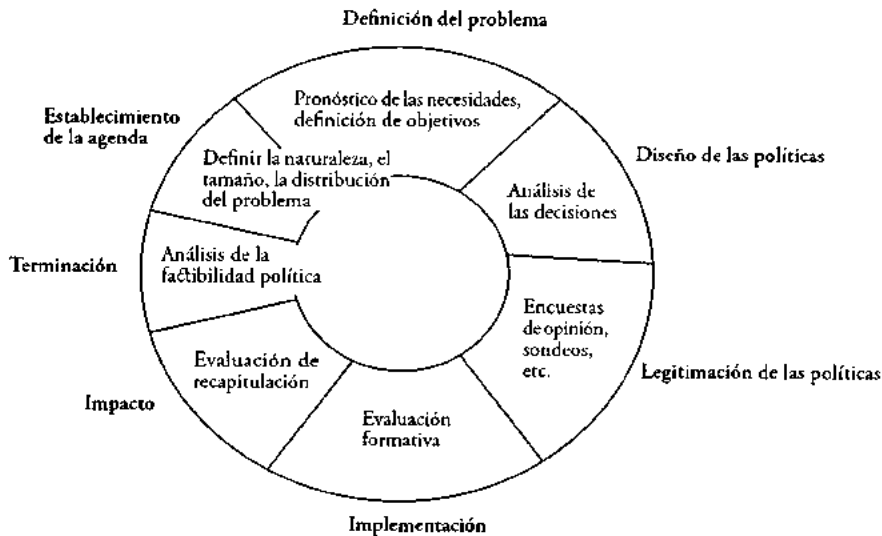 Definición del problema
Pronóstico de las necesidades,
definición de objetivos
Establecimiento
de la agenda
Definir la naturaleza, el
tamaño, la distribución
del problema
Diseño de las políticas
Análisis de
las decisiones
Terminación
Análisis de la
factibilidad política
Encuestas
de opinión,
sondeos,
etc.
Legitimación de las políticas
Evaluación de
recapitulación
Impacto
Evaluación
formativa
Implementación